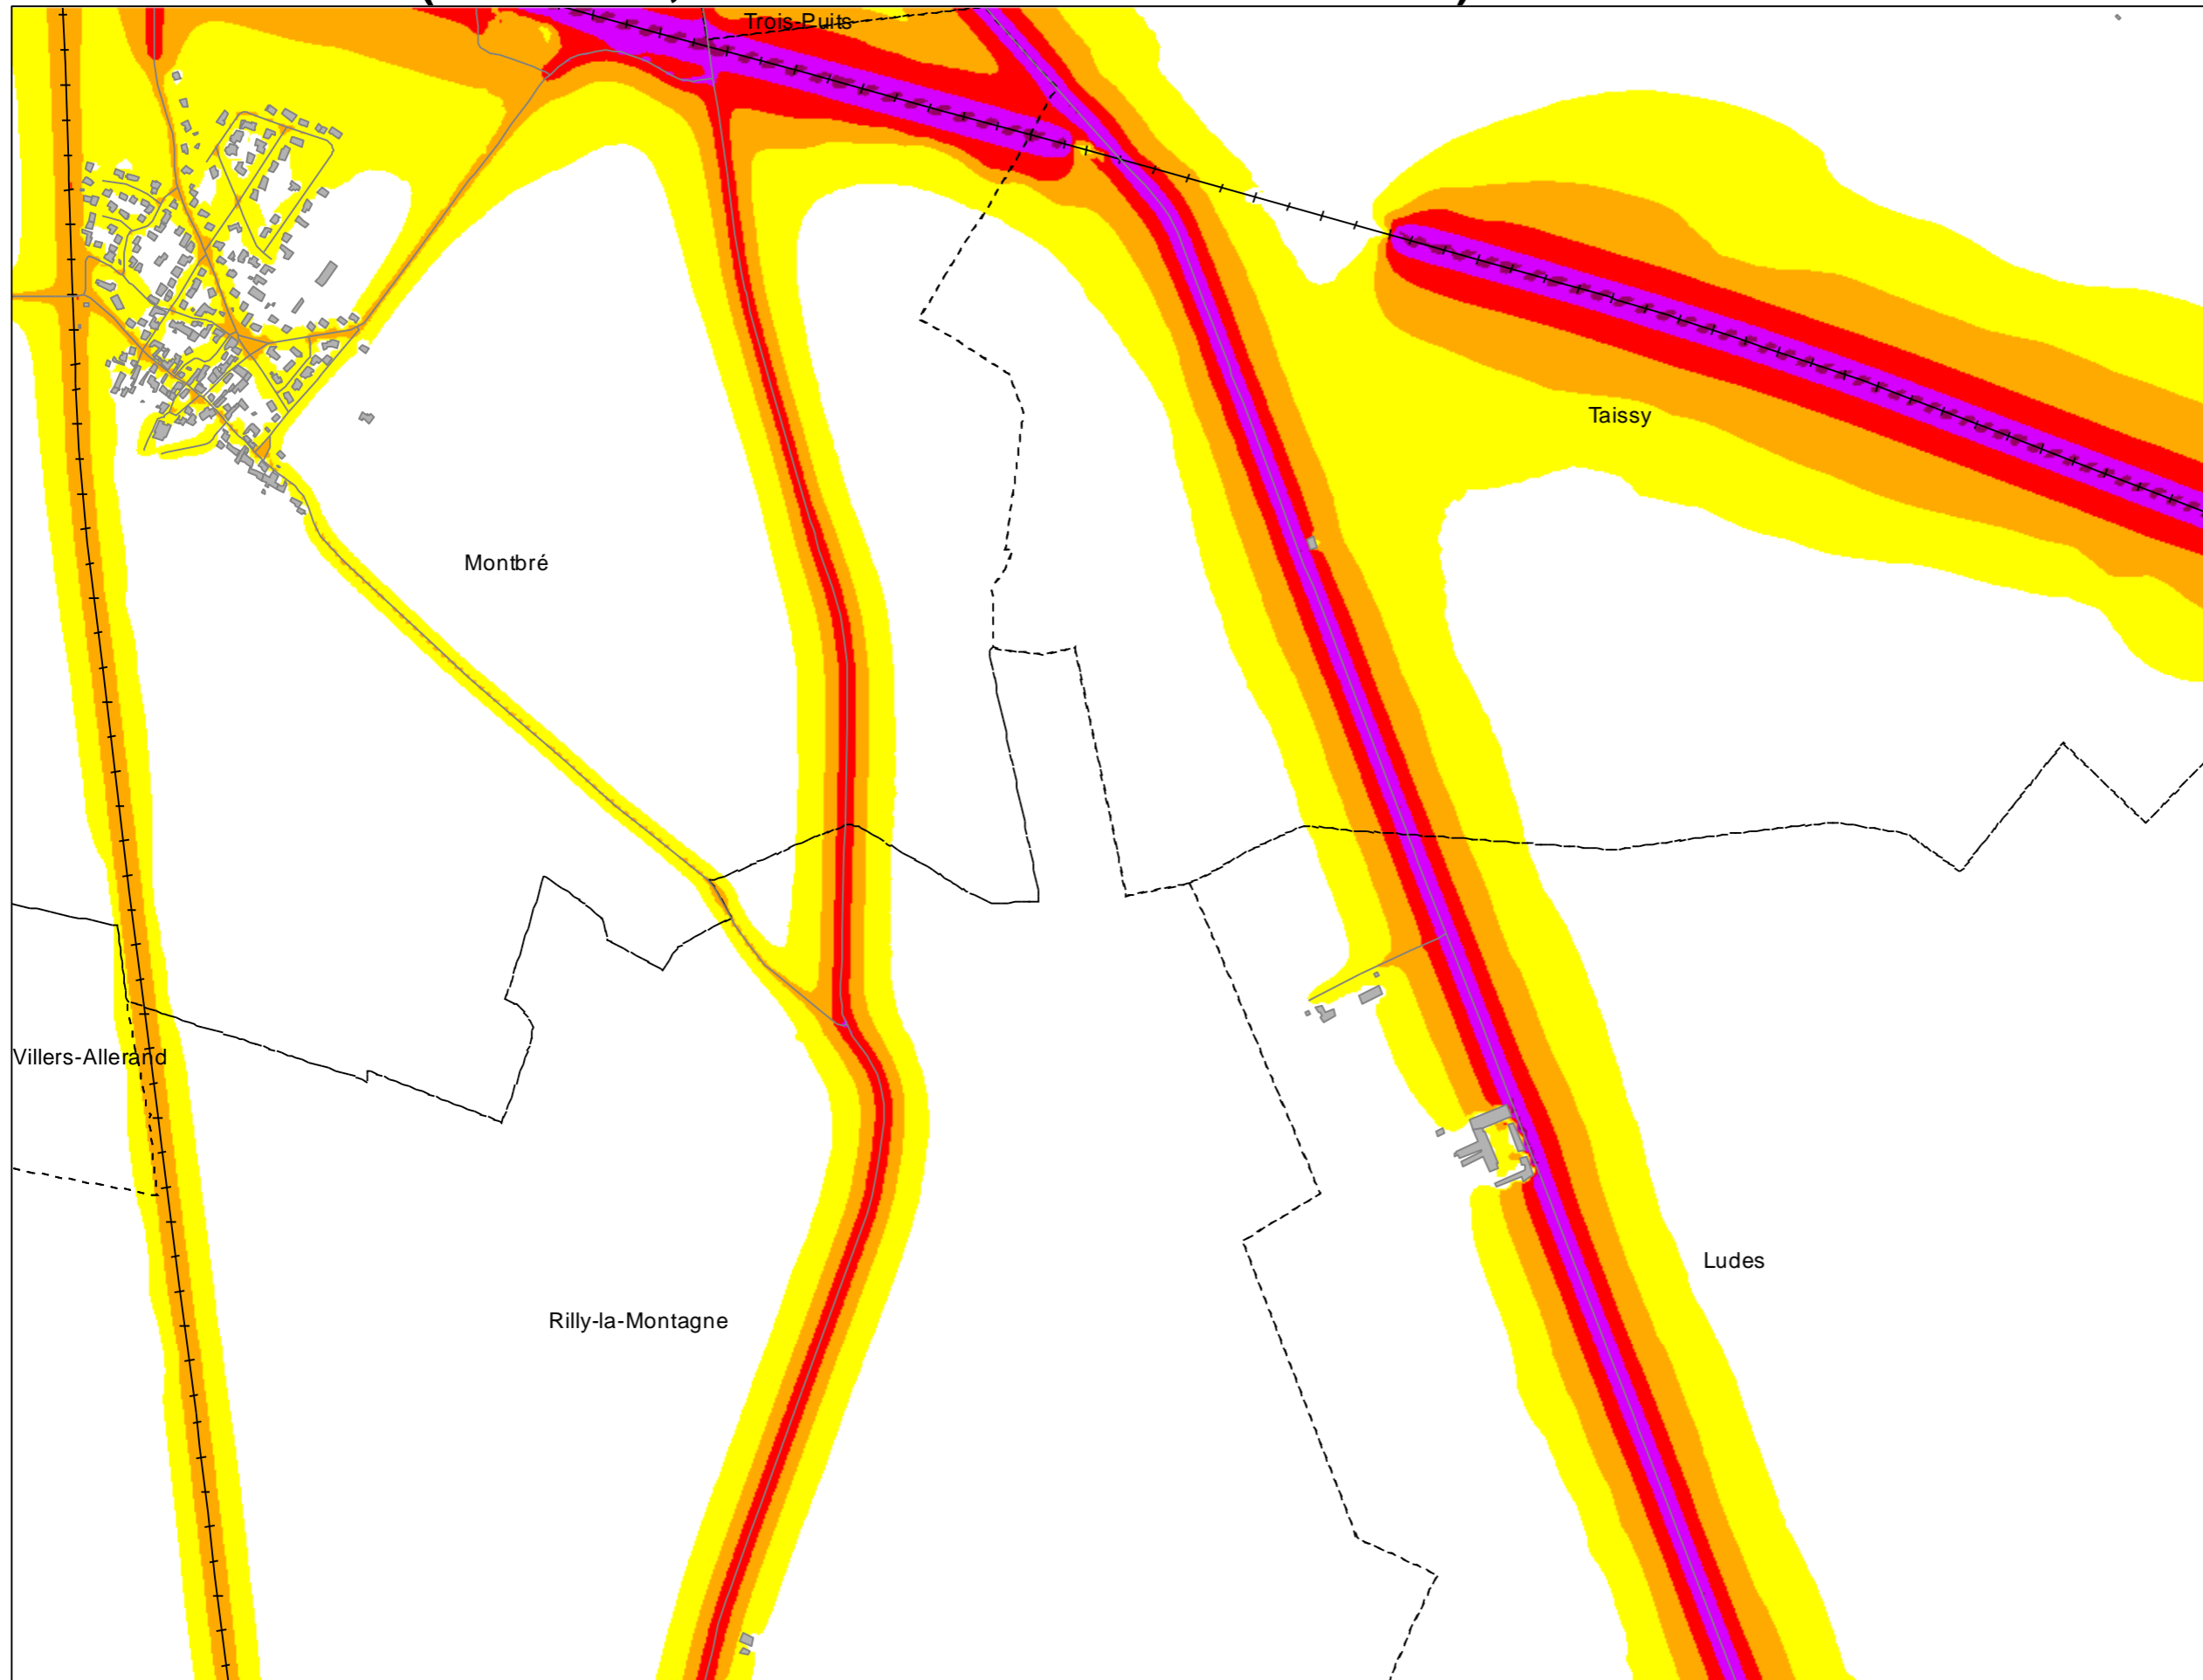 Trois-Puits
Taissy
Montbré
Villers-Allerand
Ludes
Rilly-la-Montagne